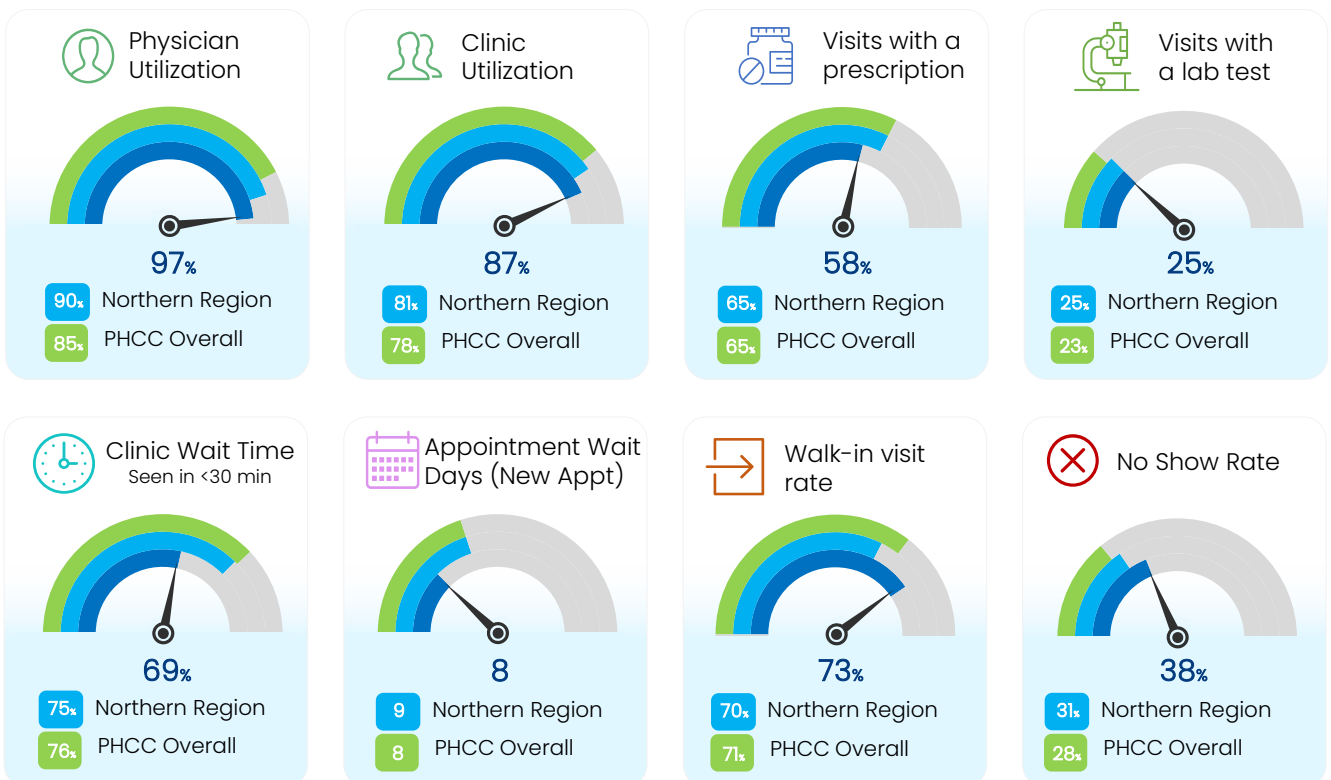 Physician
Utilization
97%
90% Northern Region
85% PHCC Overall
Clinic
Utilization
87%
81% Northern Region
78% PHCC Overall
Visits with a
prescription
58%
65% Northern Region
65% PHCC Overall
Visits with
a lab test
25%
25% Northern Region
23% PHCC Overall
Clinic Wait Time
Seen in <30 min
69%
75% Northern Region
76% PHCC Overall
Appointment Wait
Days (New Appt)
8
9 Northern Region
8 PHCC Overall
Walk-in visit
rate
73%
70% Northern Region
71% PHCC Overall
No Show Rate
38%
31% Northern Region
28% PHCC Overall